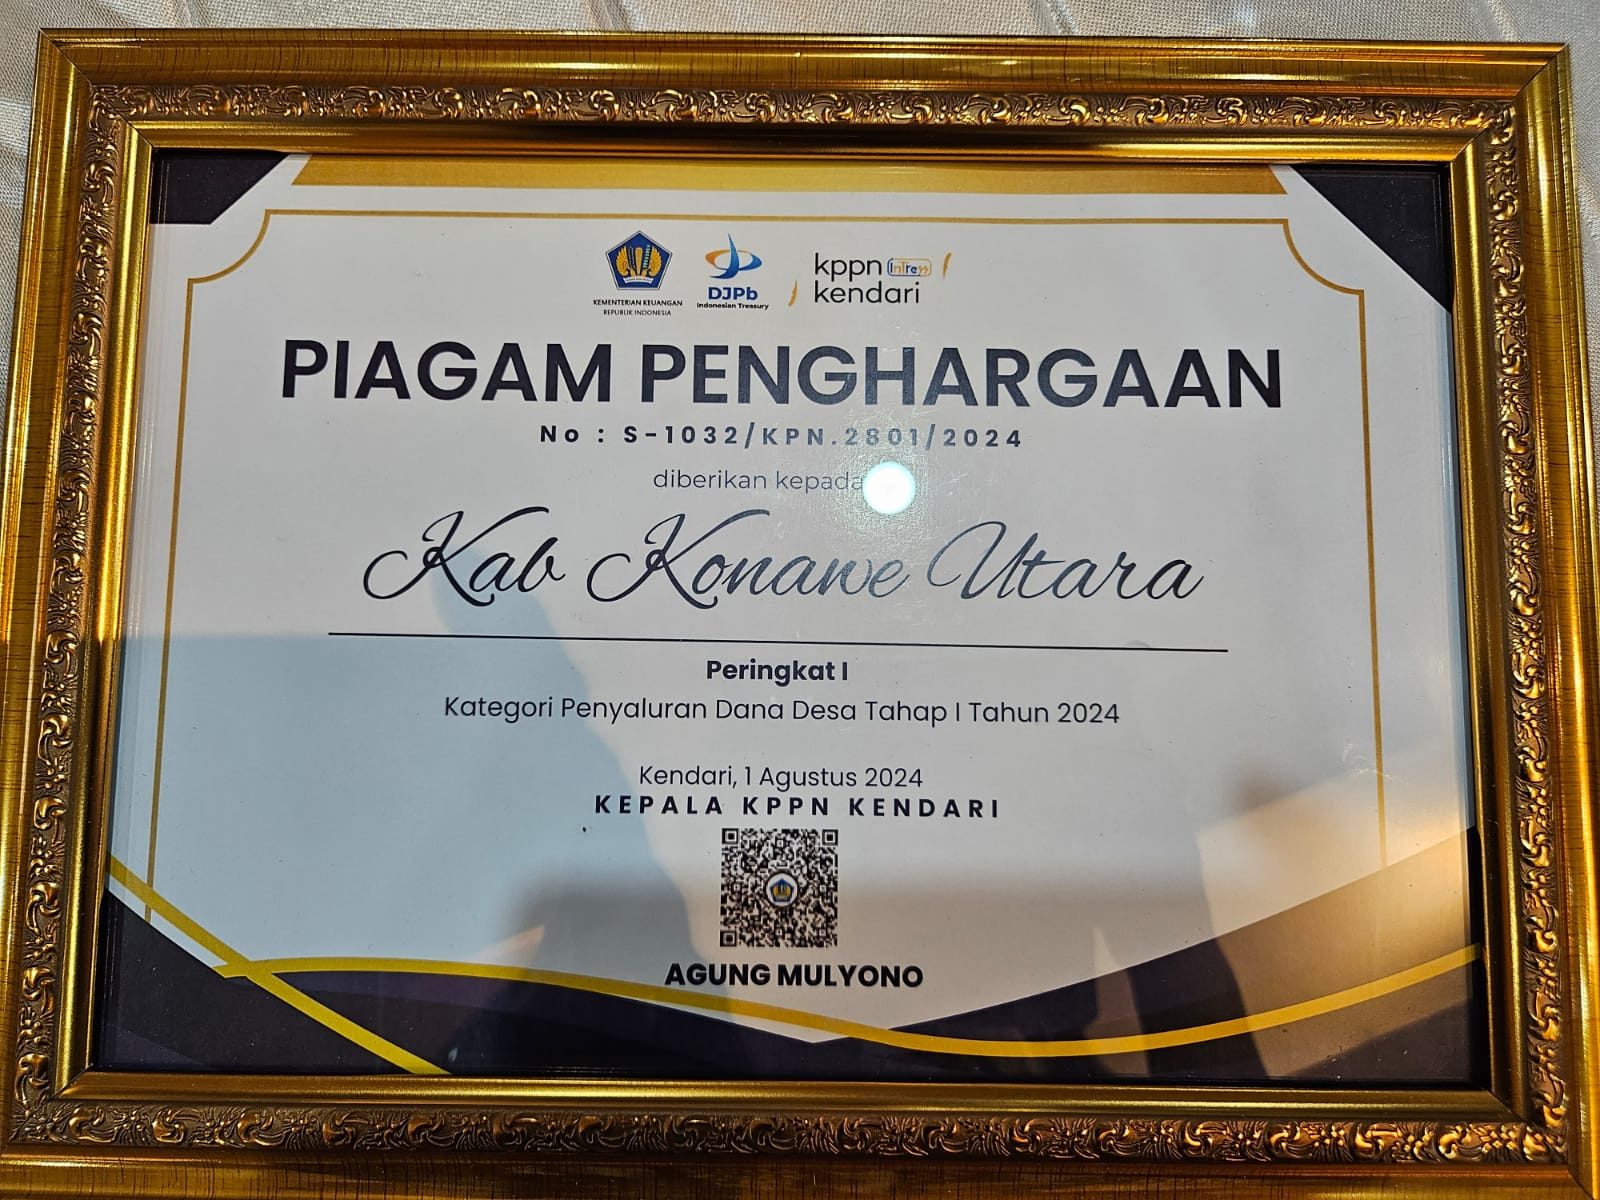 KEMENTERIAN KEUANGAN
REPUBLIK INDONESIA
DJPb
Indonesian Treasury
kppn InTress
kendari
PIAGAM PENGHARGAAN
No : S-1032/KPN.2801/2024
diberikan kepada
Kab Konawe Utara
Peringkat I
Kategori Penyaluran Dana Desa Tahap I Tahun 2024
Kendari, 1 Agustus 2024
KEPALA KPPN KENDARI
AGUNG MULYONO